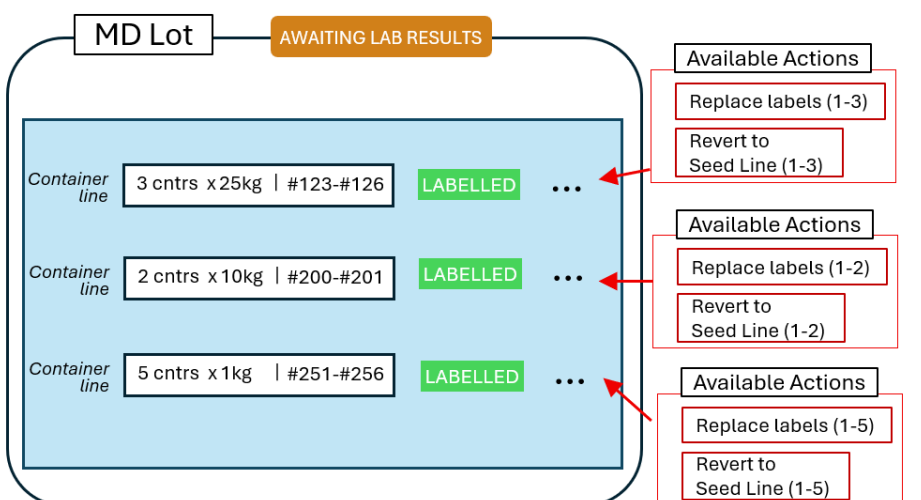 MD Lot
AWAITING LAB RESULTS
Available Actions
Replace labels (1-3)
Revert to
Seed Line (1-3)
Container
line
3 cntrs x 25kg | #123-#126
LABELLED
...
Available Actions
Replace labels (1-2)
Revert to
Seed Line (1-2)
Container
line
2 cntrs x 10kg | #200-#201
LABELLED
...
Container
line
5 cntrs x 1kg | #251-#256
LABELLED
...
Available Actions
Replace labels (1-5)
Revert to
Seed Line (1-5)